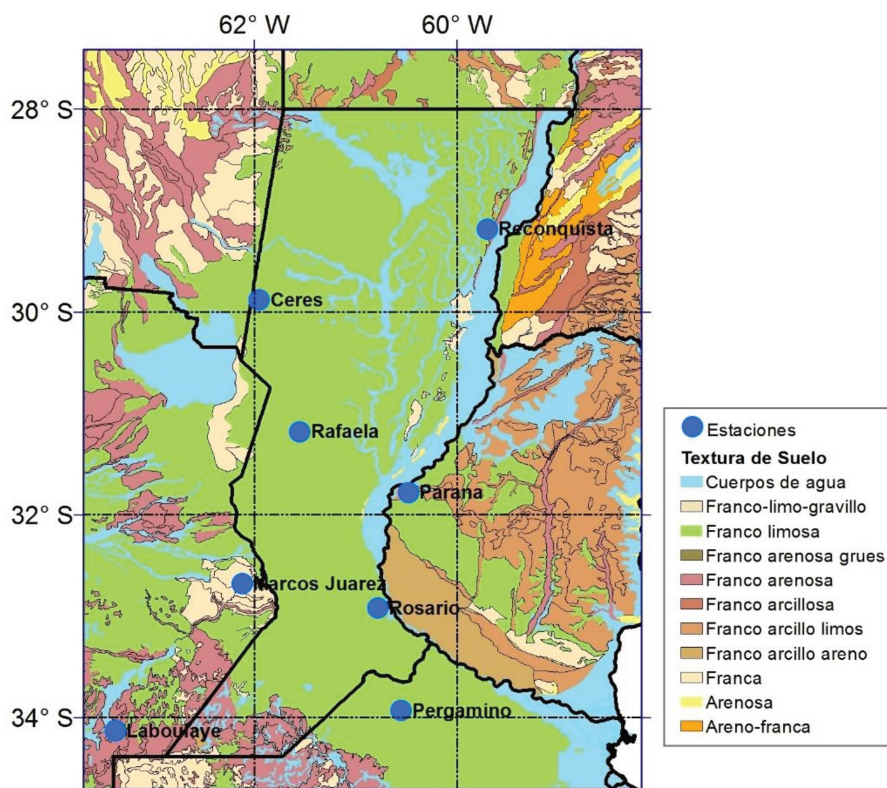 62° W 60° W
28° S
Reconquista
Ceres
30° S
Rafaela
Parana
32° S
Marcos Juarez
Rosario
Pergamino
34° S
Laboulaye
Estaciones
Textura de Suelo
Cuerpos de agua
Franco-limo-gravillo
Franco limosa
Franco arenosa grues
Franco arenosa
Franco arcillosa
Franco arcillo limos
Franco arcillo areno
Franca
Arenosa
Areno-franca